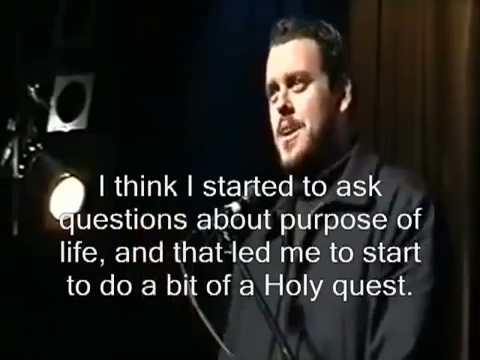 I think I started to ask
questions about purpose of
life, and that led me to start
to do a bit of a Holy quest.